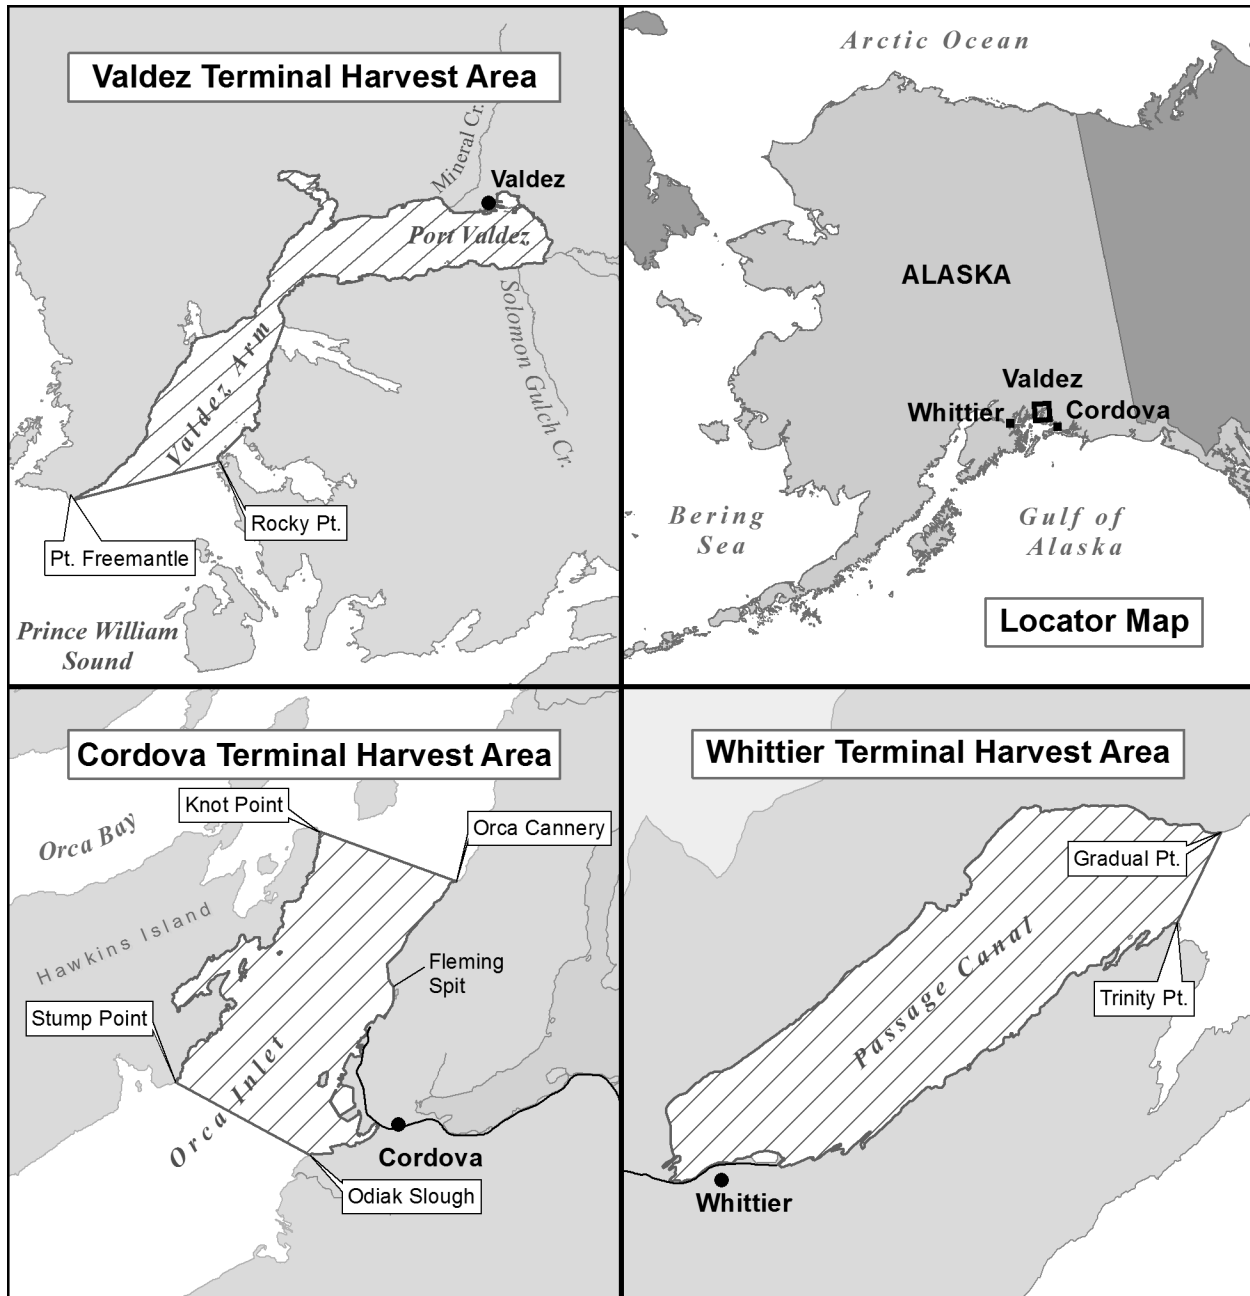 Valdez Terminal Harvest Area
Mineral Cr.
Valdez
Port Valdez
Solomon Gulch Cr.
Valdez Arm
Rocky Pt.
Pt. Freemantle
Prince William
Sound
Arctic Ocean
ALASKA
Valdez
Whittier
Cordova
Bering
Sea
Gulf of
Alaska
Locator Map
Cordova Terminal Harvest Area
Knot Point
Orca Cannery
Orca Bay
Hawkins Island
Fleming
Spit
Stump Point
Orca Inlet
Cordova
Odiak Slough
Whittier Terminal Harvest Area
Gradual Pt.
Passage Canal
Trinity Pt.
Whittier